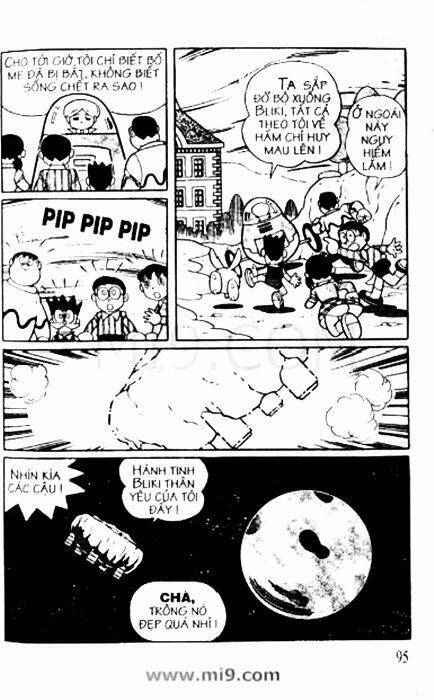 CHO TỚI GIỜ TÔI CHỈ BIẾT BỐ
MẸ ĐÃ BỊ BẮT, KHÔNG BIẾT
SỐNG CHẾT RA SAO !
TA SẮP
ĐỔ BỘ XUỐNG
BLIKI, TẤT CẢ
THEO TÔI VỀ
HẦM CHỈ HUY
MAU LÊN !
Ở NGOÀI
NÀY
NGUY
HIỂM
LẮM !
PIP PIP PIP
Mi9.COM
NHÌN KÌA
CÁC CẬU !
HÀNH TINH
BLIKI THÂN
YÊU CỦA TÔI
ĐẤY !
CHÀ,
TRÔNG NÓ
ĐẸP QUÁ NHỈ !
95
www.mi9.com